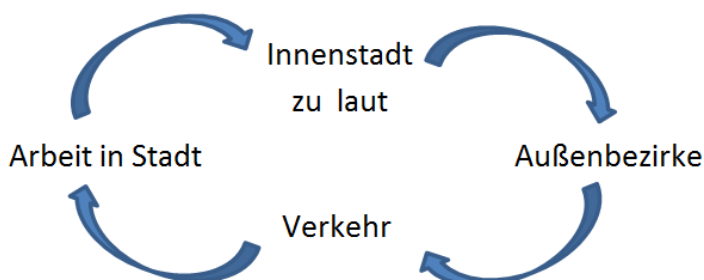 Innenstadt
zu laut
Arbeit in Stadt
Außenbezirke
Verkehr